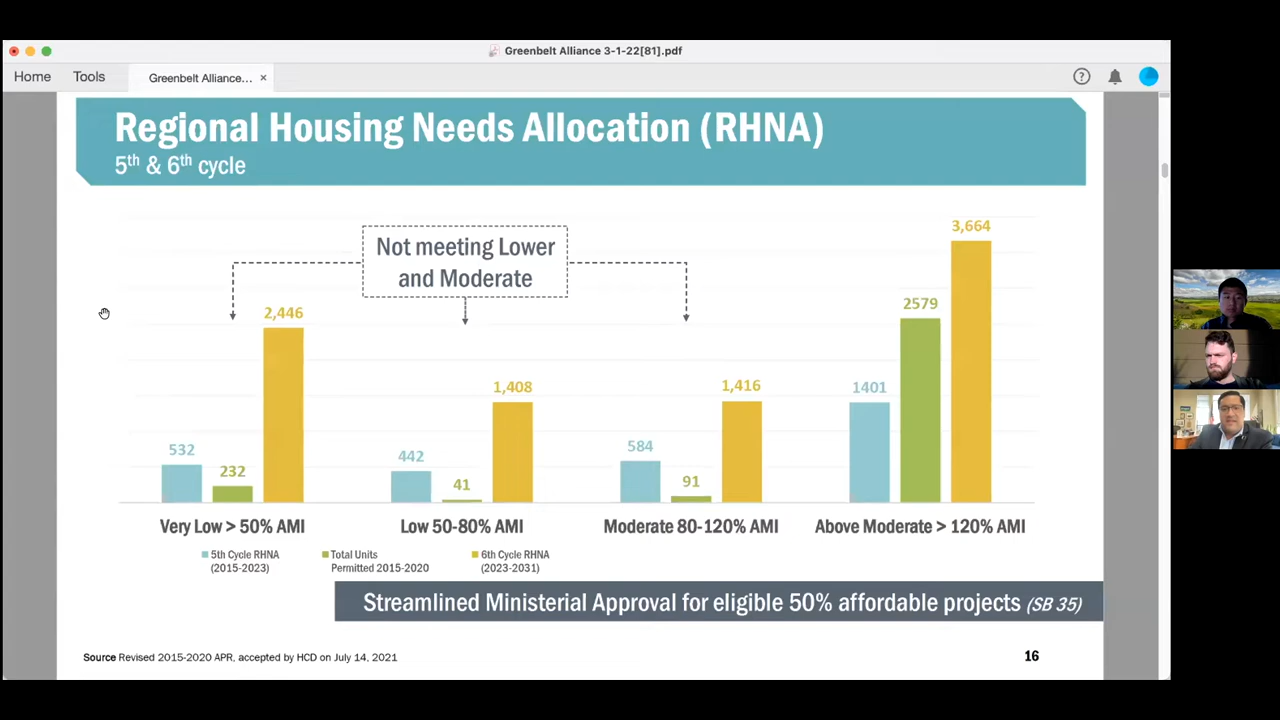 Greenbelt Alliance 3-1-22[81].pdf
Home Tools Greenbelt Alliance... ×
Regional Housing Needs Allocation (RHNA)
5th & 6th cycle
Not meeting Lower
and Moderate
532 232 2,446
442 41 1,408
584 91 1,416
1401 2579 3,664
Very Low > 50% AMI
Low 50-80% AMI
Moderate 80-120% AMI
Above Moderate > 120% AMI
5th Cycle RHNA
(2015-2023)
Total Units
Permitted 2015-2020
6th Cycle RHNA
(2023-2031)
Streamlined Ministerial Approval for eligible 50% affordable projects (SB 35)
Source Revised 2015-2020 APR, accepted by HCD on July 14, 2021
16